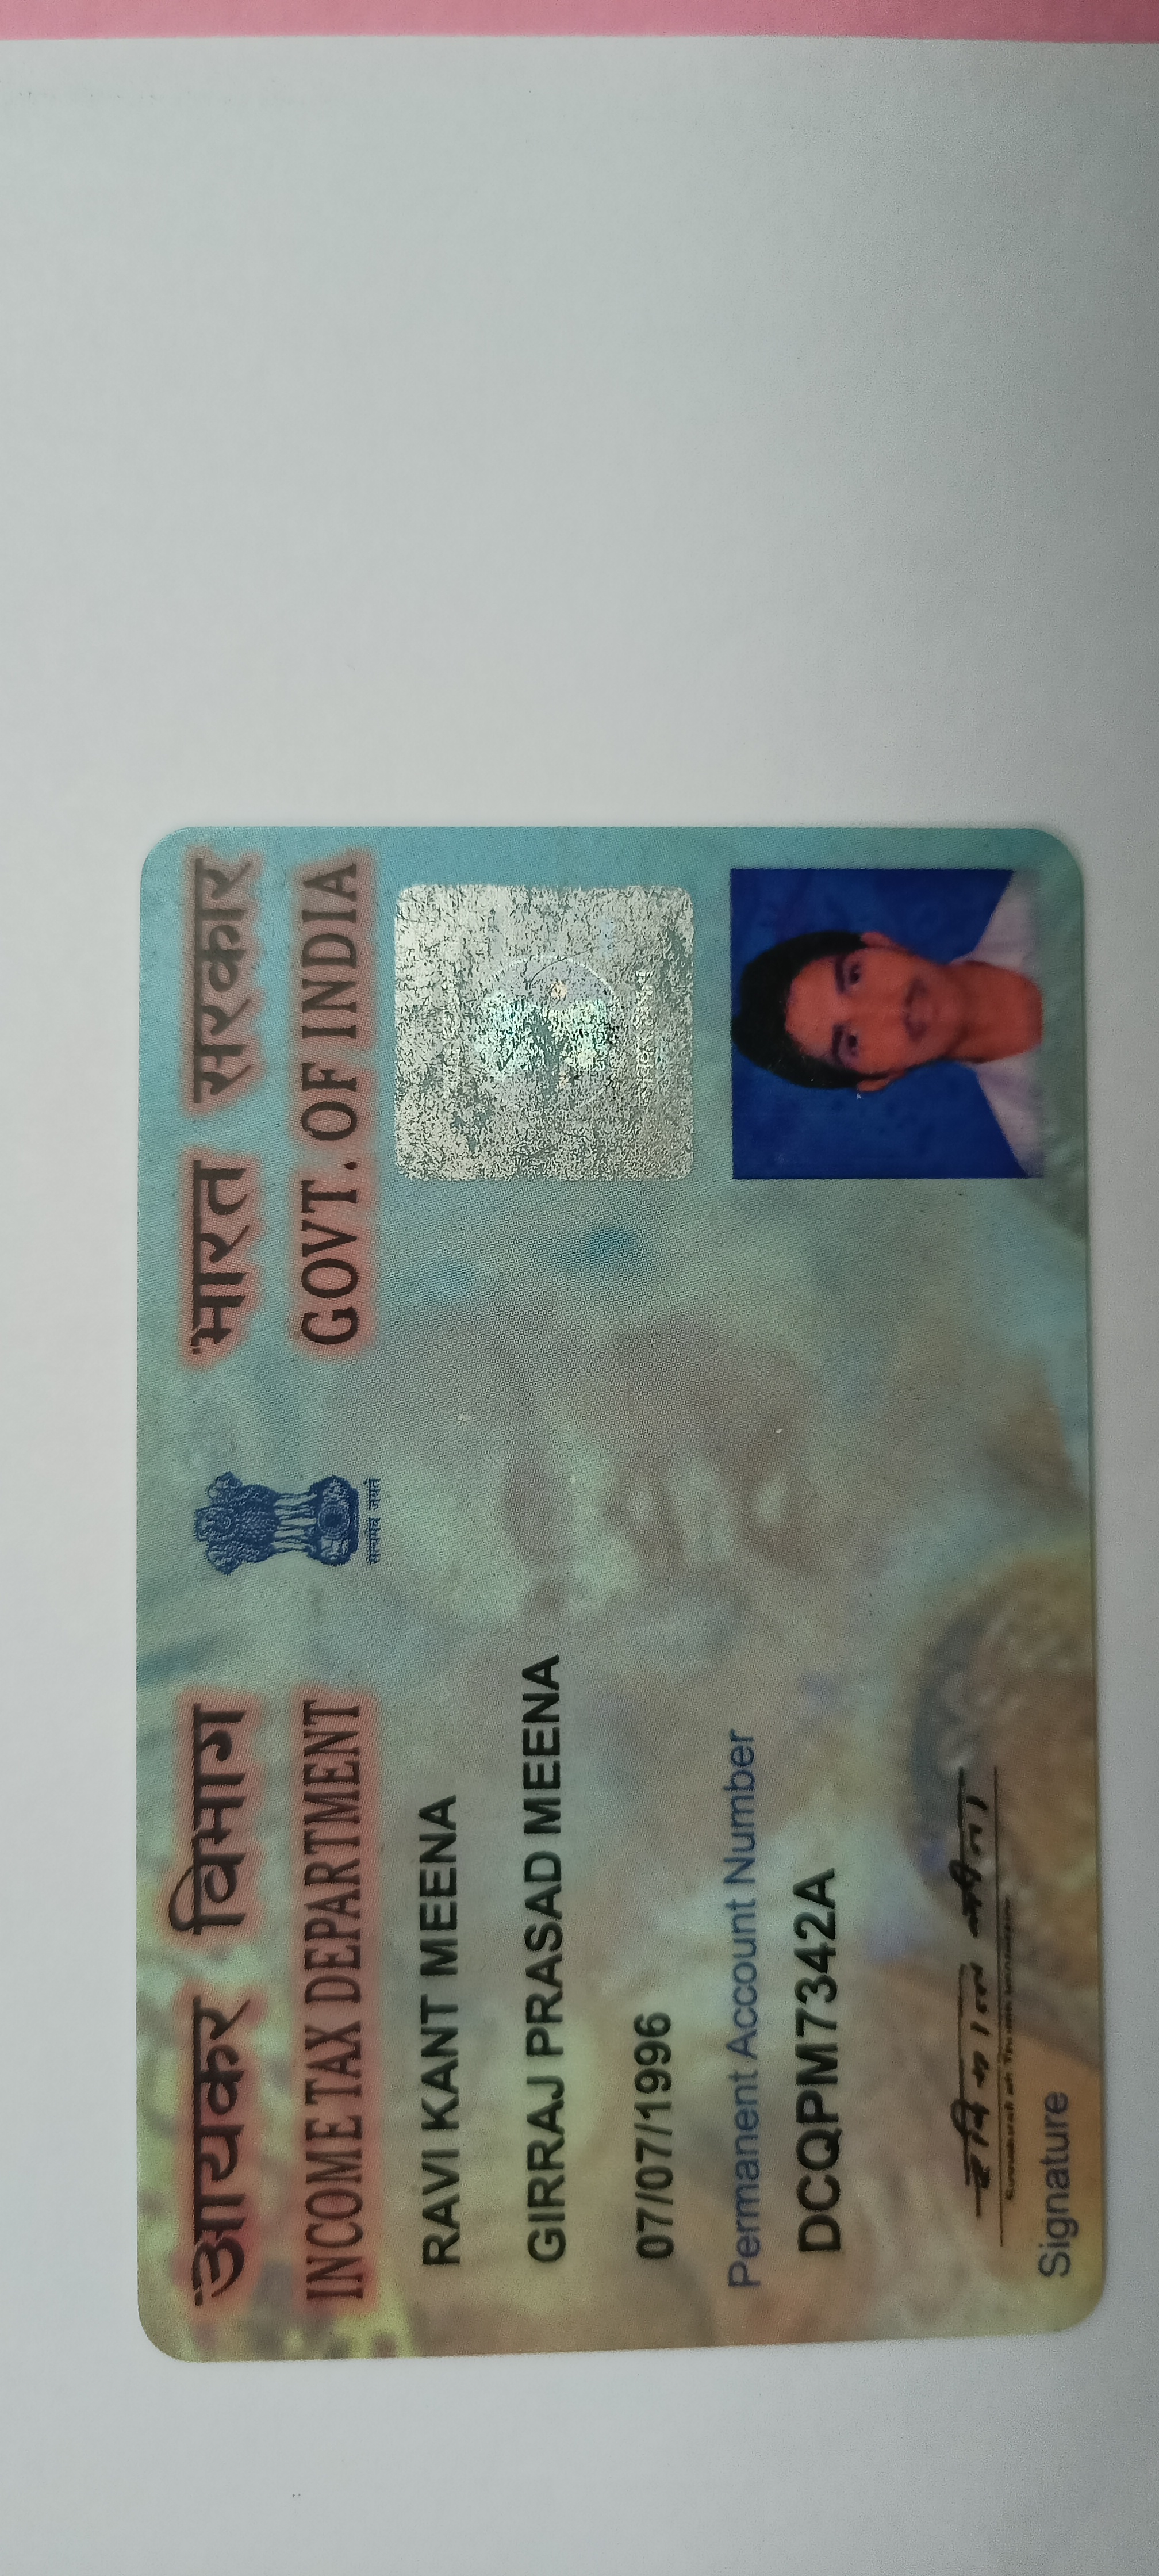 आयकर विभाग
INCOME TAX DEPARTMENT
सत्यमेव जयते
भारत सरकार
GOVT. OF INDIA
RAVI KANT MEENA
GIRRAJ PRASAD MEENA
07/07/1996
Permanent Account Number
DCQPM7342A
Signature